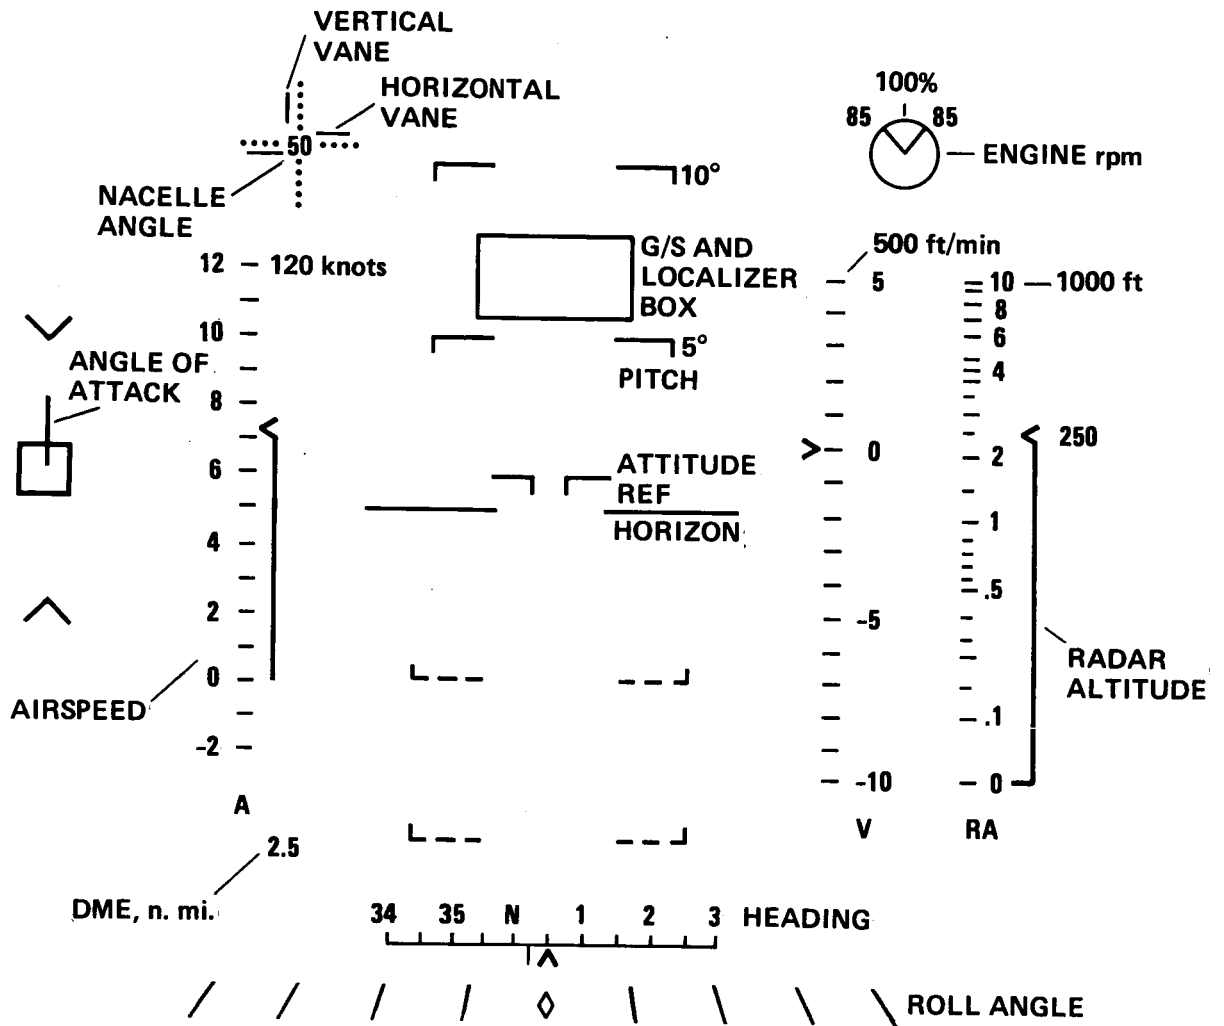 VERTICAL
VANE
HORIZONTAL
VANE
50
NACELLE
ANGLE
100%
85 85
ENGINE rpm
10°
G/S AND
LOCALIZER
BOX
5°
PITCH
ATTITUDE
REF
HORIZON
ANGLE OF
ATTACK
12 120 knots
10
8
6
4
2
0
-2
A
AIRSPEED
2.5
DME, n. mi.
500 ft/min
5
0
-5
-10
V
10 1000 ft
8
6
4
2
1
.5
.1
0
RA
250
RADAR
ALTITUDE
34 35 N 1 2 3 HEADING
ROLL ANGLE